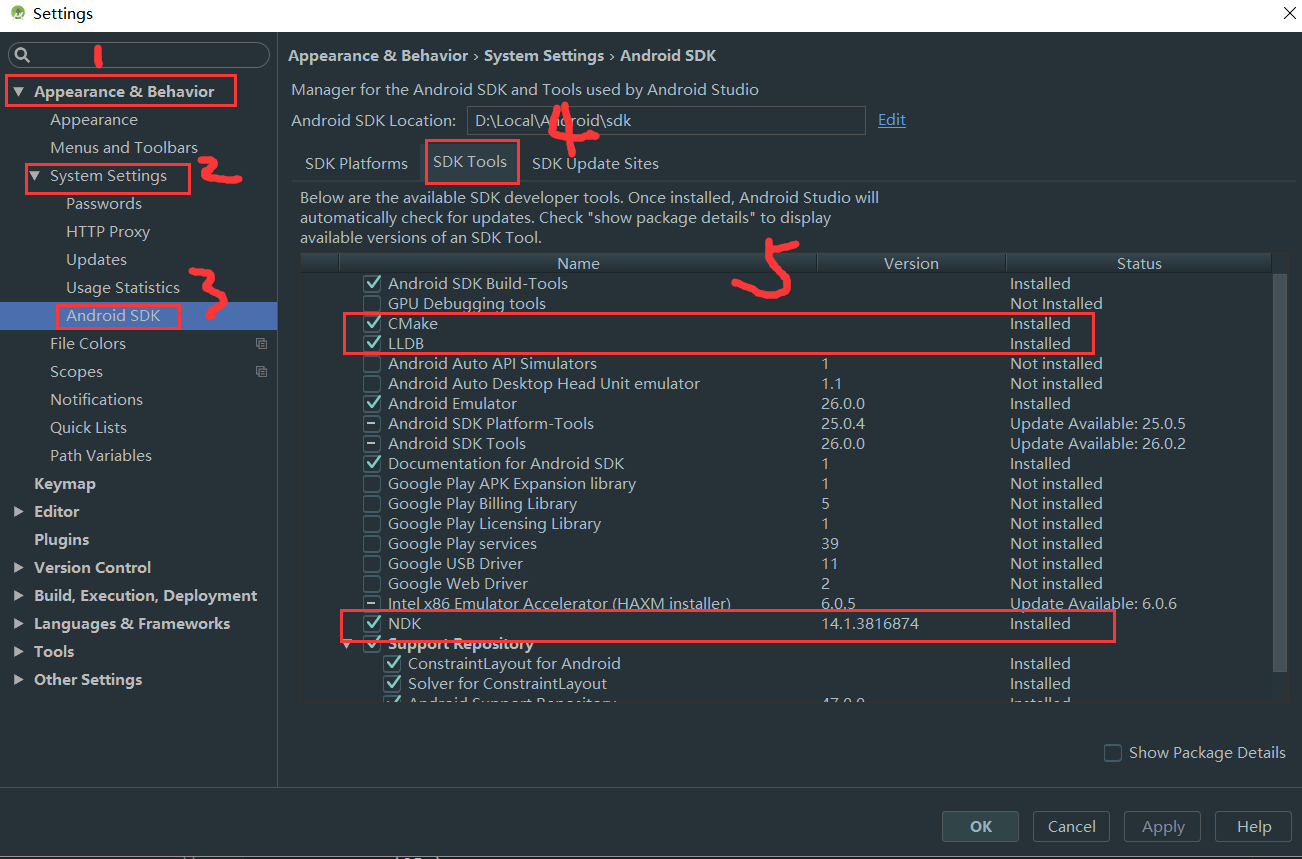 Settings
1
Appearance & Behavior
Appearance
Menus and Toolbars
System Settings
2
Passwords
HTTP Proxy
Updates
Usage Statistics
3
Android SDK
File Colors
Scopes
Notifications
Quick Lists
Path Variables
Keymap
Editor
Plugins
Version Control
Build, Execution, Deployment
Languages & Frameworks
Tools
Other Settings
Appearance & Behavior › System Settings › Android SDK
Manager for the Android SDK and Tools used by Android Studio
Android SDK Location: D:\Local\Android\sdk Edit
4
SDK Platforms SDK Tools SDK Update Sites
Below are the available SDK developer tools. Once installed, Android Studio will
automatically check for updates. Check "show package details" to display
available versions of an SDK Tool.
5
Name Version Status
Android SDK Build-Tools Installed
GPU Debugging tools Not Installed
CMake Installed
LLDB Installed
Android Auto API Simulators 1 Not installed
Android Auto Desktop Head Unit emulator 1.1 Not installed
Android Emulator 26.0.0 Installed
Android SDK Platform-Tools 25.0.4 Update Available: 25.0.5
Android SDK Tools 26.0.0 Update Available: 26.0.2
Documentation for Android SDK 1 Installed
Google Play APK Expansion library 1 Not installed
Google Play Billing Library 5 Not installed
Google Play Licensing Library 1 Not installed
Google Play services 39 Not installed
Google USB Driver 11 Not installed
Google Web Driver 2 Not installed
Intel x86 Emulator Accelerator (HAXM installer) 6.0.5 Update Available: 6.0.6
NDK 14.1.3816874 Installed
Support Repository
ConstraintLayout for Android Installed
Solver for ConstraintLayout Installed
Android Support Repository 47.0.0 Installed
Show Package Details
OK Cancel Apply Help